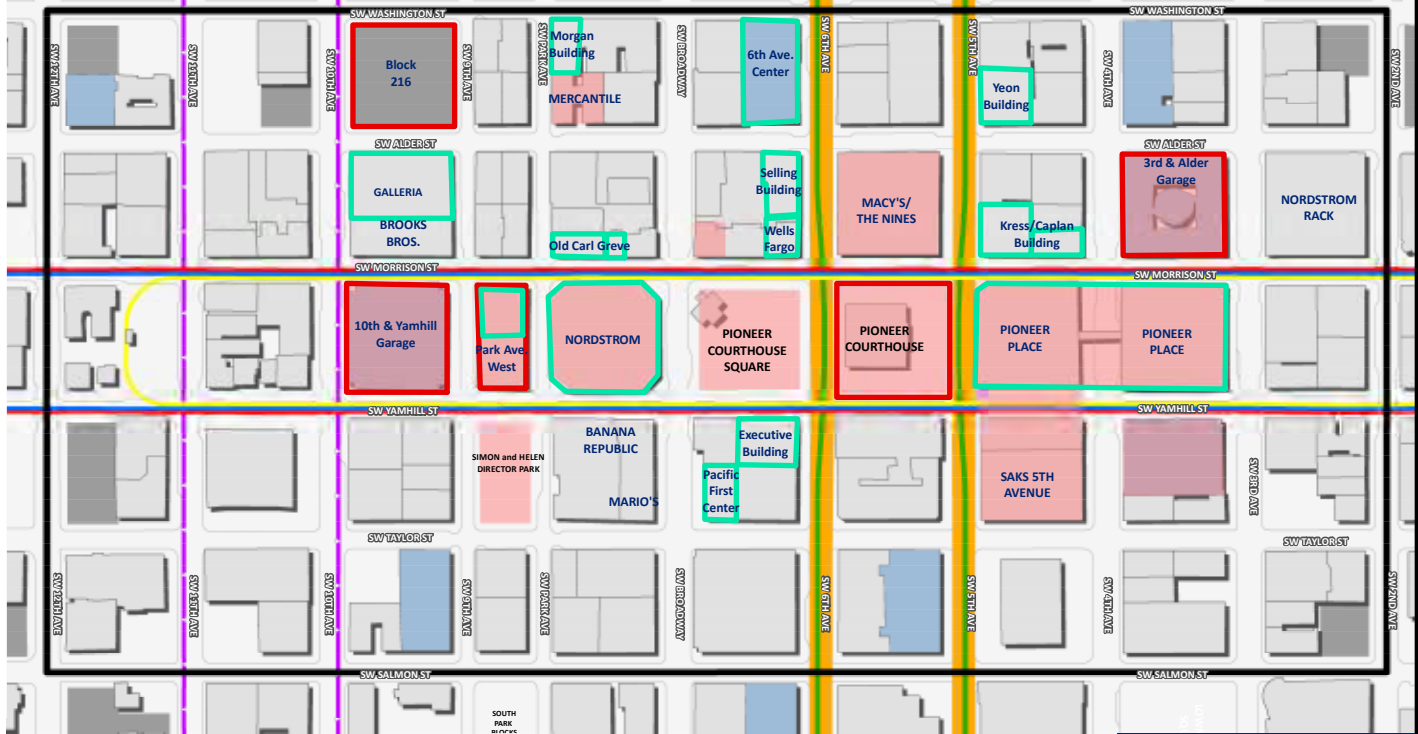 SW WASHINGTON ST
SW WASHINGTON ST
SW 12TH AVE
SW 11TH AVE
SW 10TH AVE
SW 9TH AVE
SW PARK AVE
SW BROADWAY
SW 6TH AVE
SW 5TH AVE
SW 4TH AVE
SW 2ND AVE
Block
216
Morgan
Building
MERCANTILE
6th Ave.
Center
Yeon
Building
SW ALDER ST
SW ALDER ST
GALLERIA
BROOKS
BROS.
Old Carl Greve
Selling
Building
Wells
Fargo
MACY'S/
THE NINES
Kress/Caplan
Building
3rd & Alder
Garage
NORDSTROM
RACK
SW MORRISON ST
SW MORRISON ST
10th & Yamhill
Garage
Park Ave.
West
NORDSTROM
PIONEER
COURTHOUSE
SQUARE
PIONEER
COURTHOUSE
PIONEER
PLACE
PIONEER
PLACE
SW YAMHILL ST
SW YAMHILL ST
SIMON and HELEN
DIRECTOR PARK
BANANA
REPUBLIC
MARIO'S
Executive
Building
Pacific
First
Center
SAKS 5TH
AVENUE
SW 3RD AVE
SW TAYLOR ST
SW TAYLOR ST
SW 12TH AVE
SW 11TH AVE
SW 10TH AVE
SW 9TH AVE
SW PARK AVE
SW BROADWAY
SW 6TH AVE
SW 5TH AVE
SW 4TH AVE
SW 2ND AVE
SW SALMON ST
SW SALMON ST
SOUTH
PARK
BLOCKS